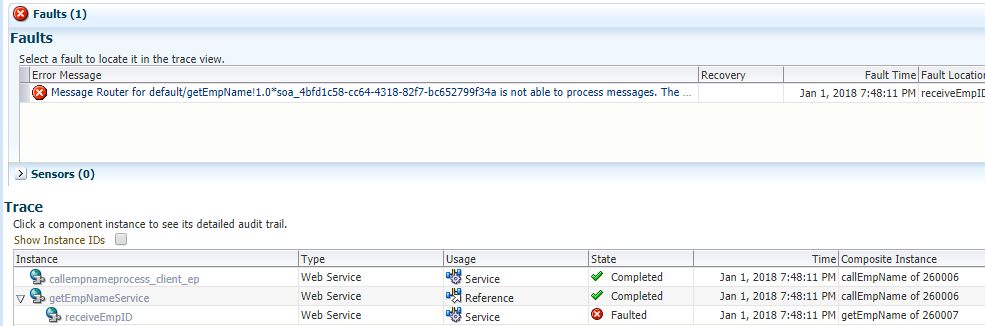 Faults (1)
Faults
Select a fault to locate it in the trace view.
Error Message Recovery Fault Time Fault Location
Message Router for default/getEmpName!1.0*soa_4bfd1c58-cc64-4318-82f7-bc652799f34a is not able to process messages. The ... Jan 1, 2018 7:48:11 PM receiveEmpID
Sensors (0)
Trace
Click a component instance to see its detailed audit trail.
Show Instance IDs
Instance Type Usage State Time Composite Instance
callempnameprocess_client_ep Web Service Service Completed Jan 1, 2018 7:48:11 PM callEmpName of 260006
getEmpNameService Web Service Reference Completed Jan 1, 2018 7:48:11 PM callEmpName of 260006
receiveEmpID Web Service Service Faulted Jan 1, 2018 7:48:11 PM getEmpName of 260007